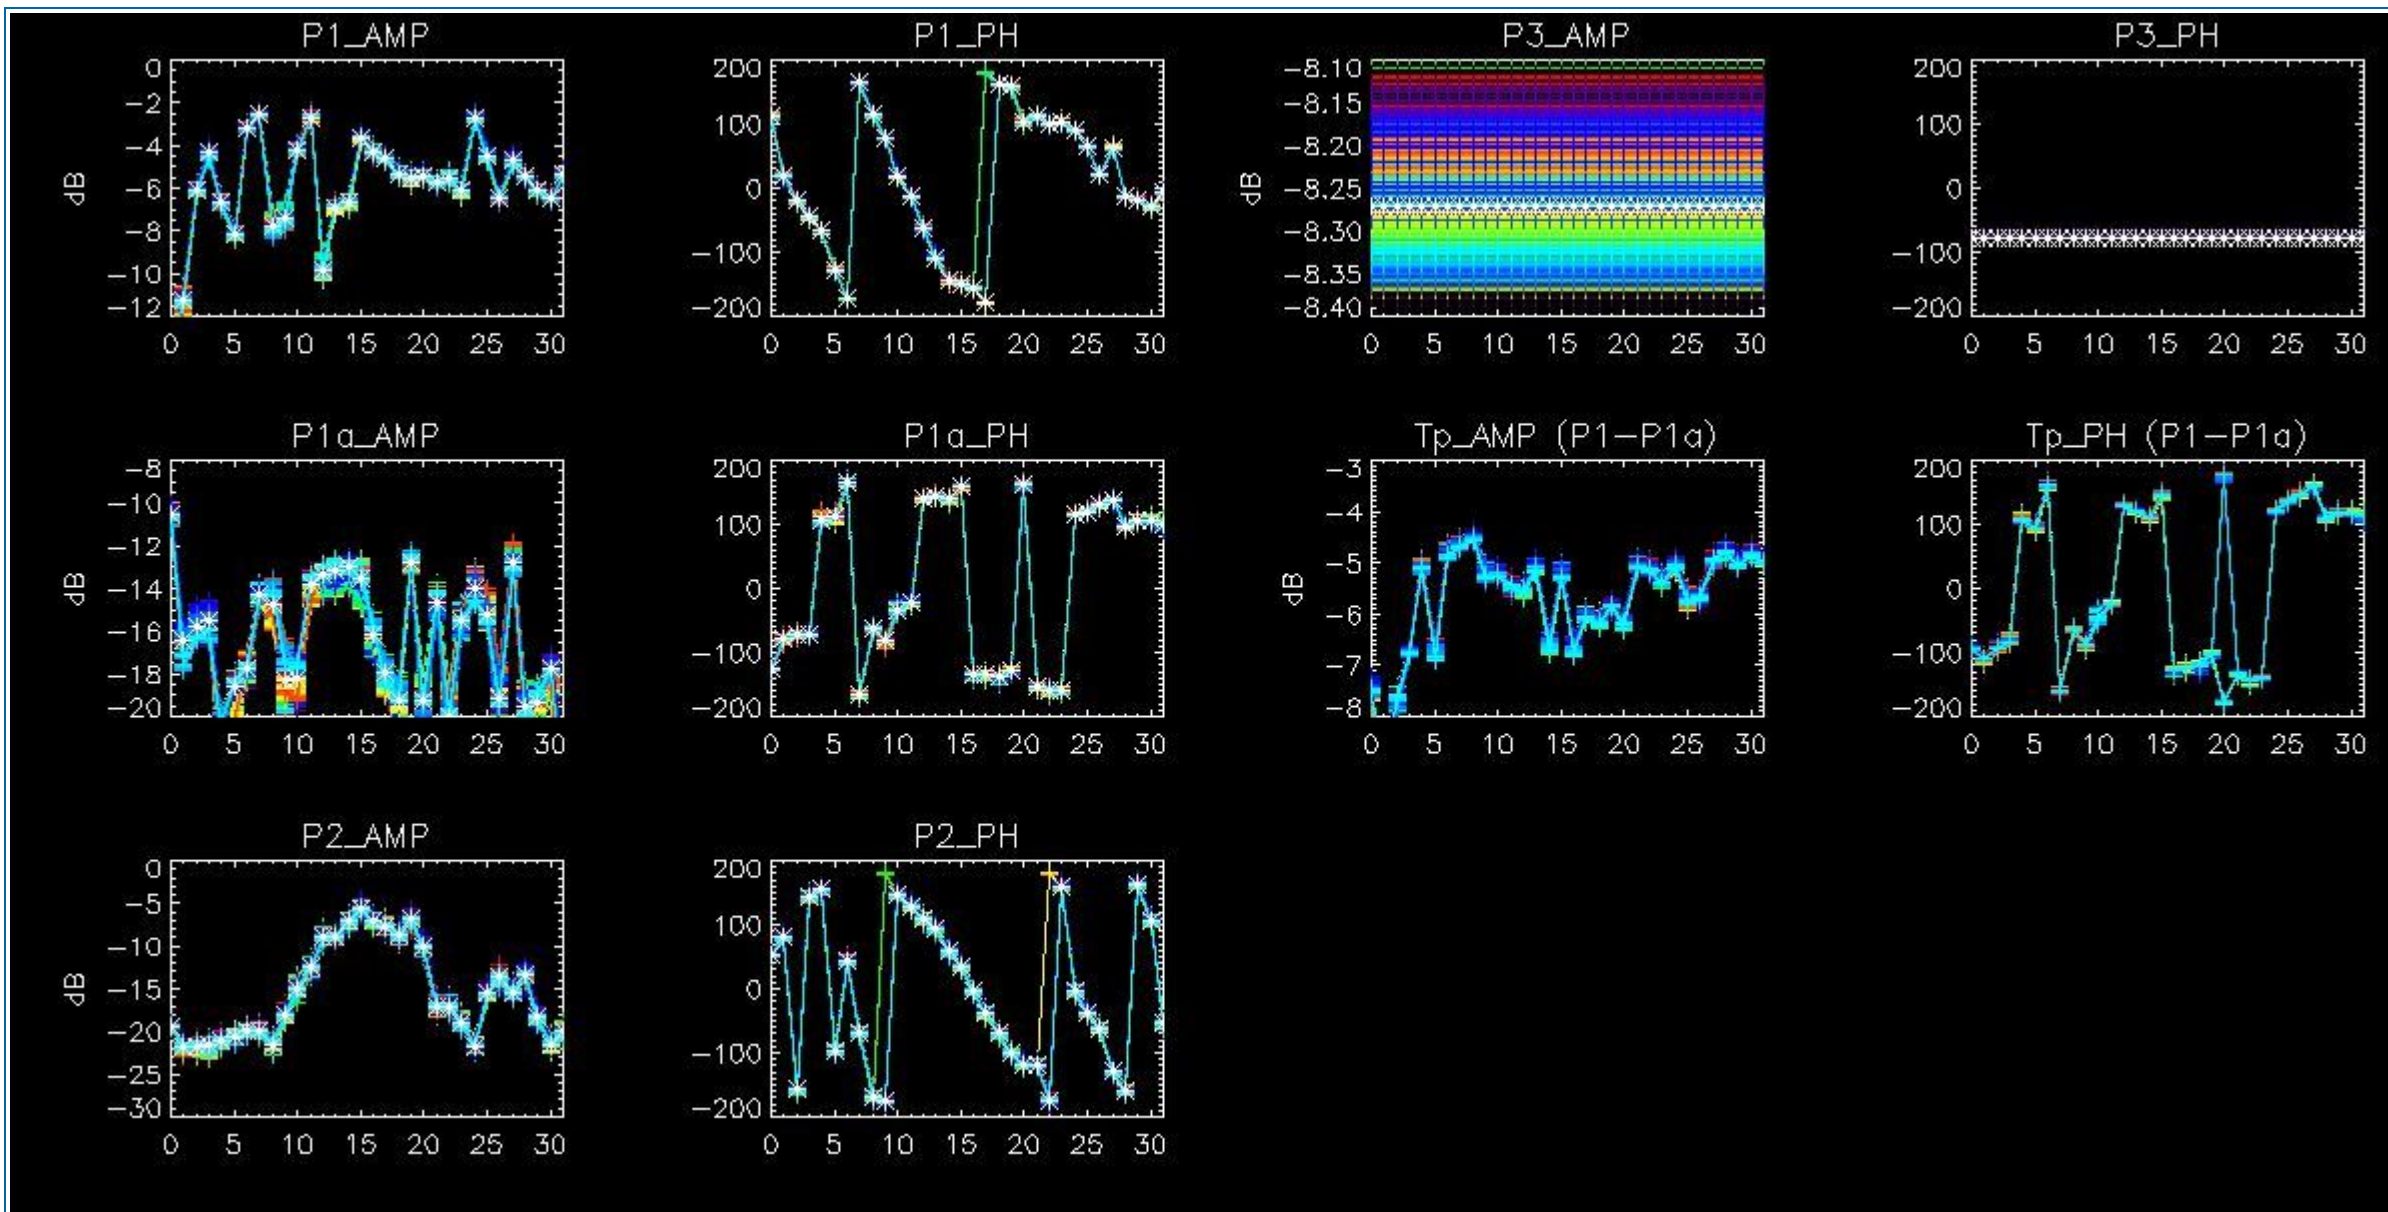 P1_AMP
0
−2
−4
−6
−8
−10
−12
dB
0 5 10 15 20 25 30
P1_PH
200
100
0
−100
−200
0 5 10 15 20 25 30
P3_AMP
−8.10
−8.15
−8.20
−8.25
−8.30
−8.35
−8.40
dB
0 5 10 15 20 25 30
P3_PH
200
100
0
−100
−200
0 5 10 15 20 25 30
P1a_AMP
−8
−10
−12
−14
−16
−18
−20
dB
0 5 10 15 20 25 30
P1a_PH
200
100
0
−100
−200
0 5 10 15 20 25 30
Tp_AMP (P1−P1a)
−3
−4
−5
−6
−7
−8
dB
0 5 10 15 20 25 30
Tp_PH (P1−P1a)
200
100
0
−100
−200
0 5 10 15 20 25 30
P2_AMP
0
−5
−10
−15
−20
−25
−30
dB
0 5 10 15 20 25 30
P2_PH
200
100
0
−100
−200
0 5 10 15 20 25 30